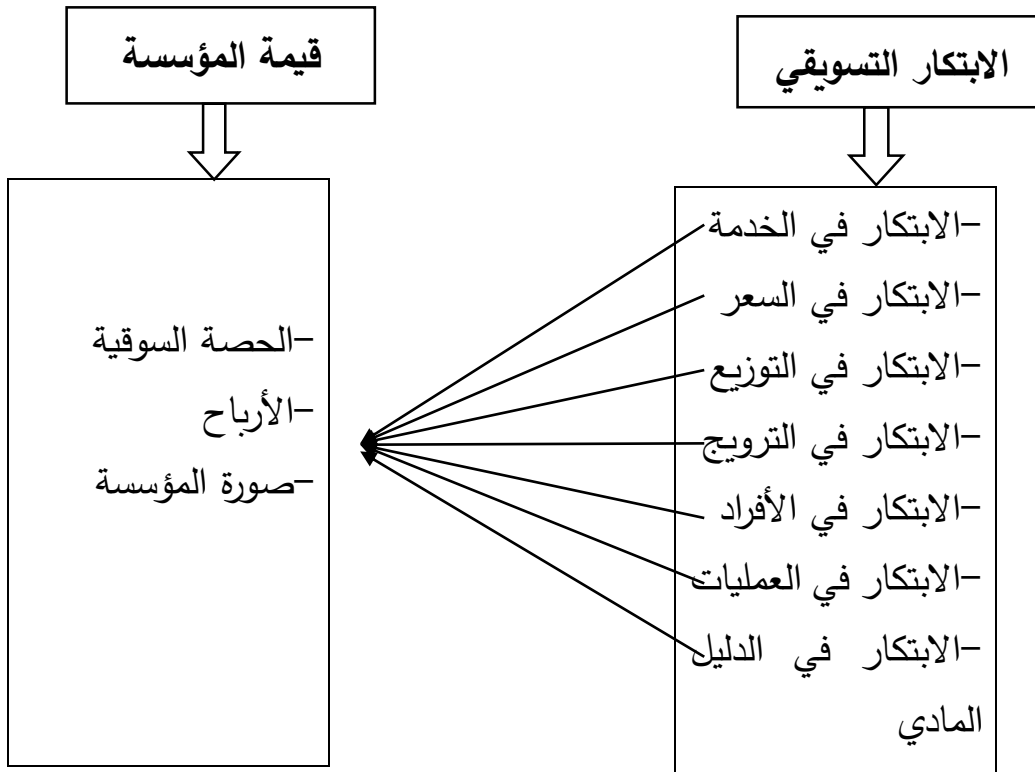 الابتكار التسويقي
-الابتكار في الخدمة
-الابتكار في السعر
-الابتكار في التوزيع
-الابتكار في الترويج
-الابتكار في الأفراد
-الابتكار في العمليات
-الابتكار في الدليل
المادي
قيمة المؤسسة
-الحصة السوقية
-الأرباح
-صورة المؤسسة